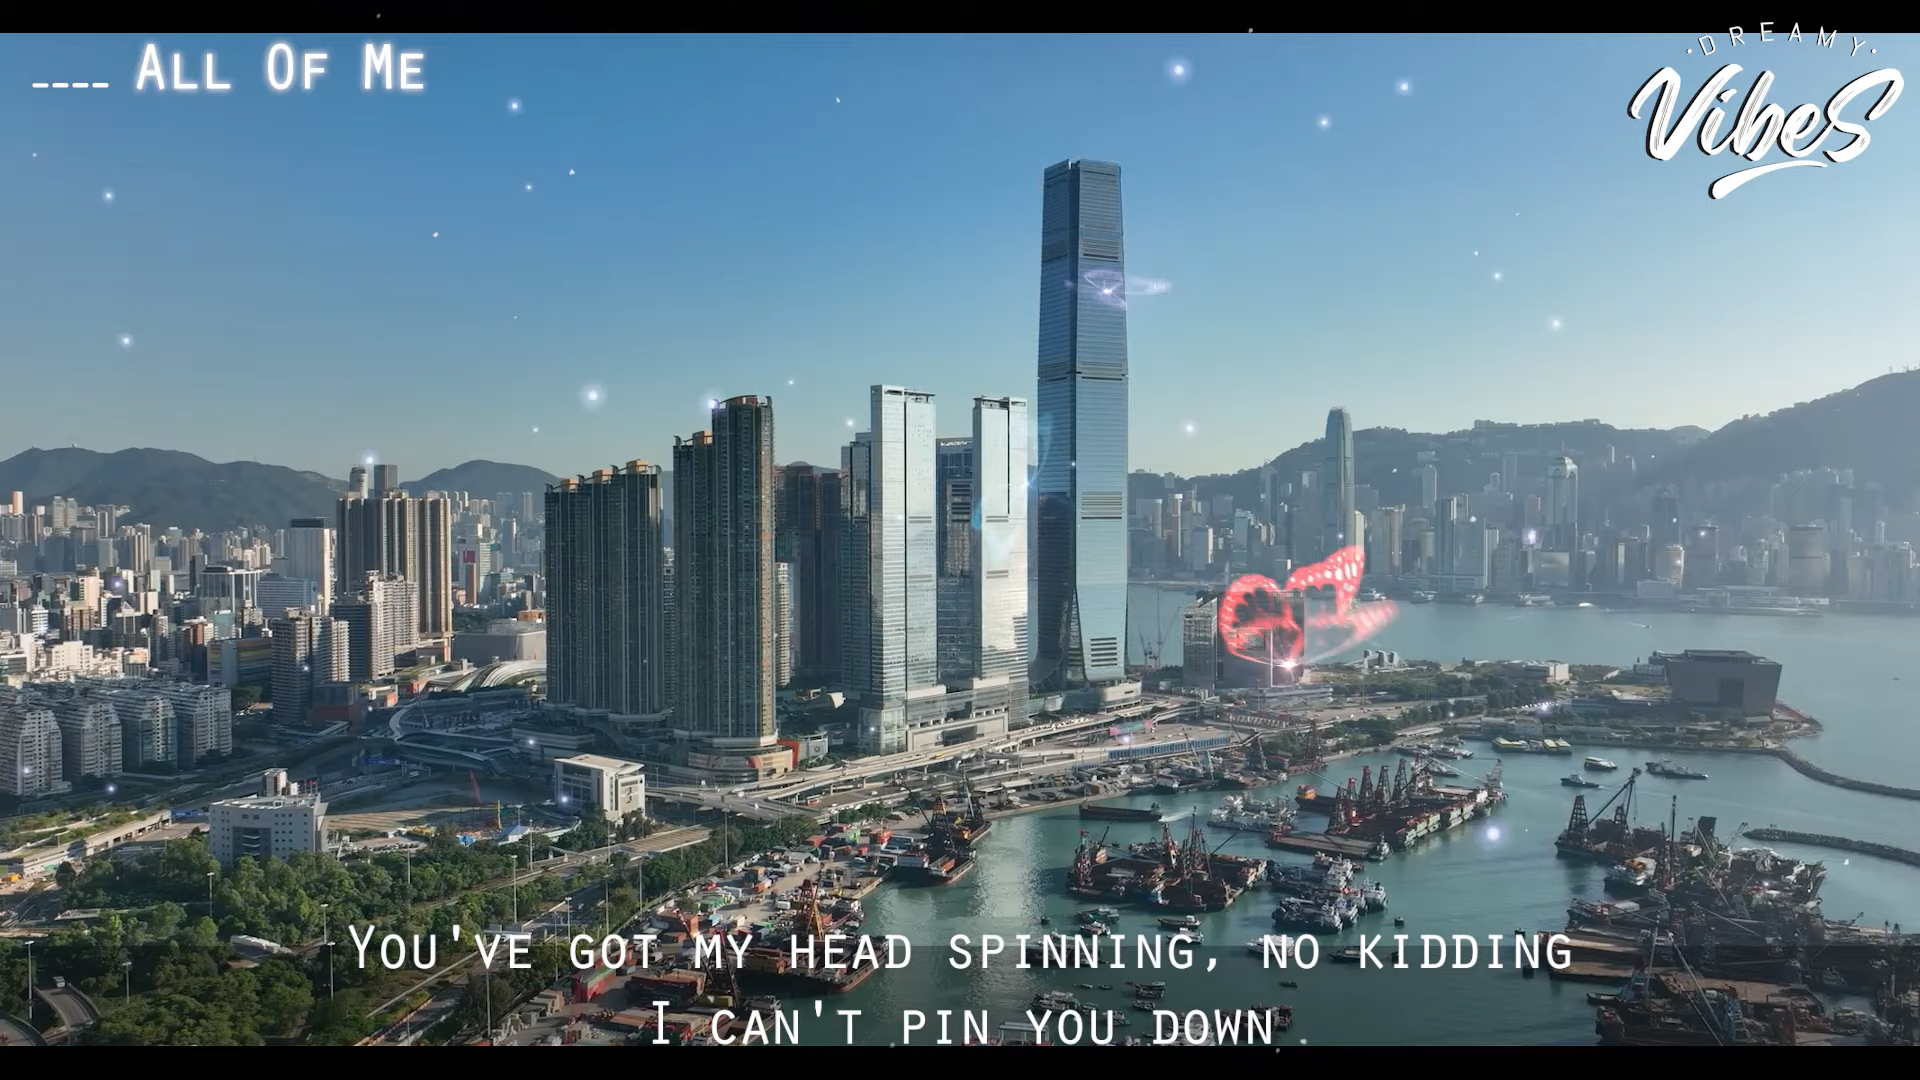 ---- All Of Me
· DREAMY ·
Vibes
You've got my head spinning, no kidding
I can't pin you down